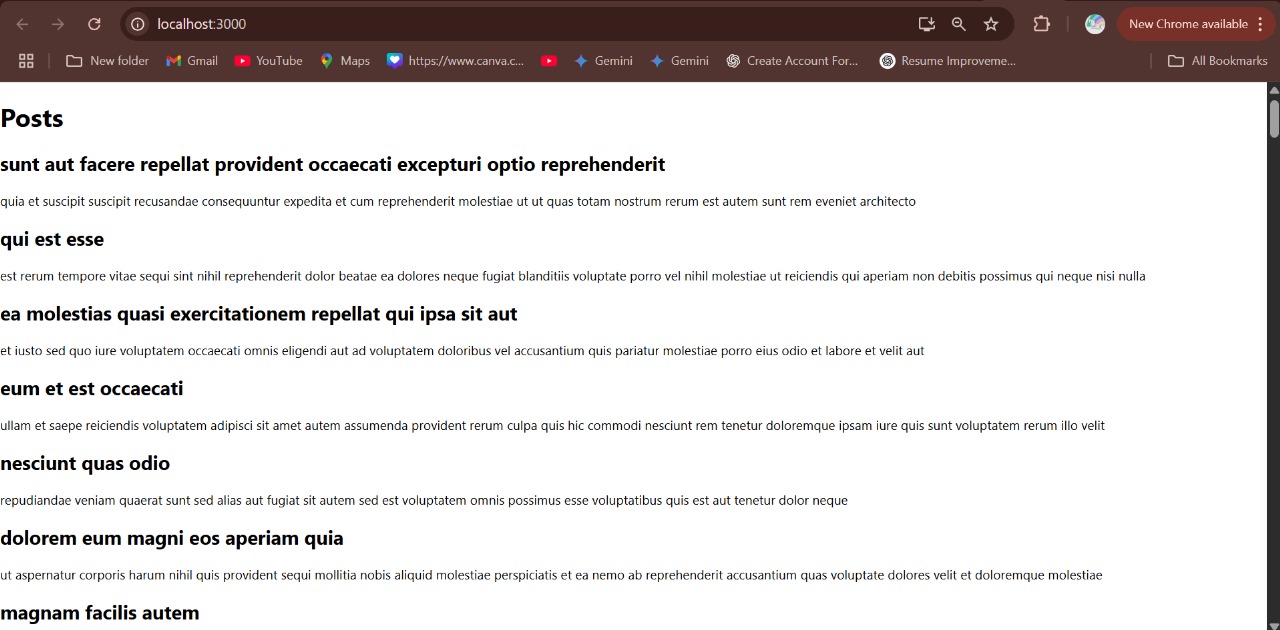 localhost:3000
New Chrome available
New folder
Gmail
YouTube
Maps
https://www.canva.c...
Gemini
Gemini
Create Account For...
Resume Improveme...
All Bookmarks
Posts
sunt aut facere repellat provident occaecati excepturi optio reprehenderit
quia et suscipit suscipit recusandae consequuntur expedita et cum reprehenderit molestiae ut ut quas totam nostrum rerum est autem sunt rem eveniet architecto
qui est esse
est rerum tempore vitae sequi sint nihil reprehenderit dolor beatae ea dolores neque fugiat blanditiis voluptate porro vel nihil molestiae ut reiciendis qui aperiam non debitis possimus qui neque nisi nulla
ea molestias quasi exercitationem repellat qui ipsa sit aut
et iusto sed quo iure voluptatem occaecati omnis eligendi aut ad voluptatem doloribus vel accusantium quis pariatur molestiae porro eius odio et labore et velit aut
eum et est occaecati
ullam et saepe reiciendis voluptatem adipisci sit amet autem assumenda provident rerum culpa quis hic commodi nesciunt rem tenetur doloremque ipsam iure quis sunt voluptatem rerum illo velit
nesciunt quas odio
repudiandae veniam quaerat sunt sed alias aut fugiat sit autem sed est voluptatem omnis possimus esse voluptatibus quis est aut tenetur dolor neque
dolorem eum magni eos aperiam quia
ut aspernatur corporis harum nihil quis provident sequi mollitia nobis aliquid molestiae perspiciatis et ea nemo ab reprehenderit accusantium quas voluptate dolores velit et doloremque molestiae
magnam facilis autem